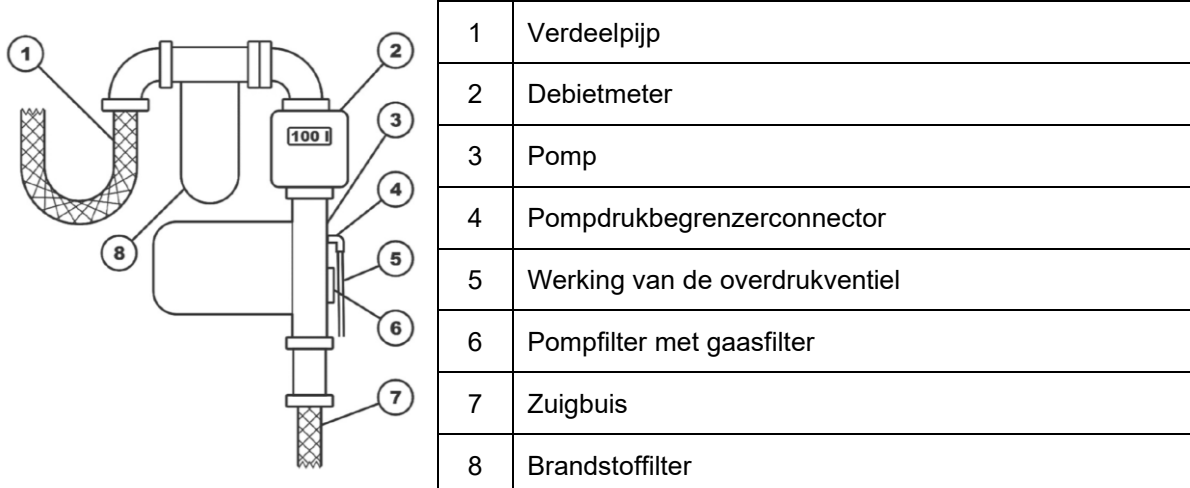 1
2
100 l
3
4
8
5
6
7
1 Verdeelpijp
2 Debietmeter
3 Pomp
4 Pompdrukbegrenzerconnector
5 Werking van de overdrukventiel
6 Pompfilter met gaasfilter
7 Zuigbuis
8 Brandstoffilter